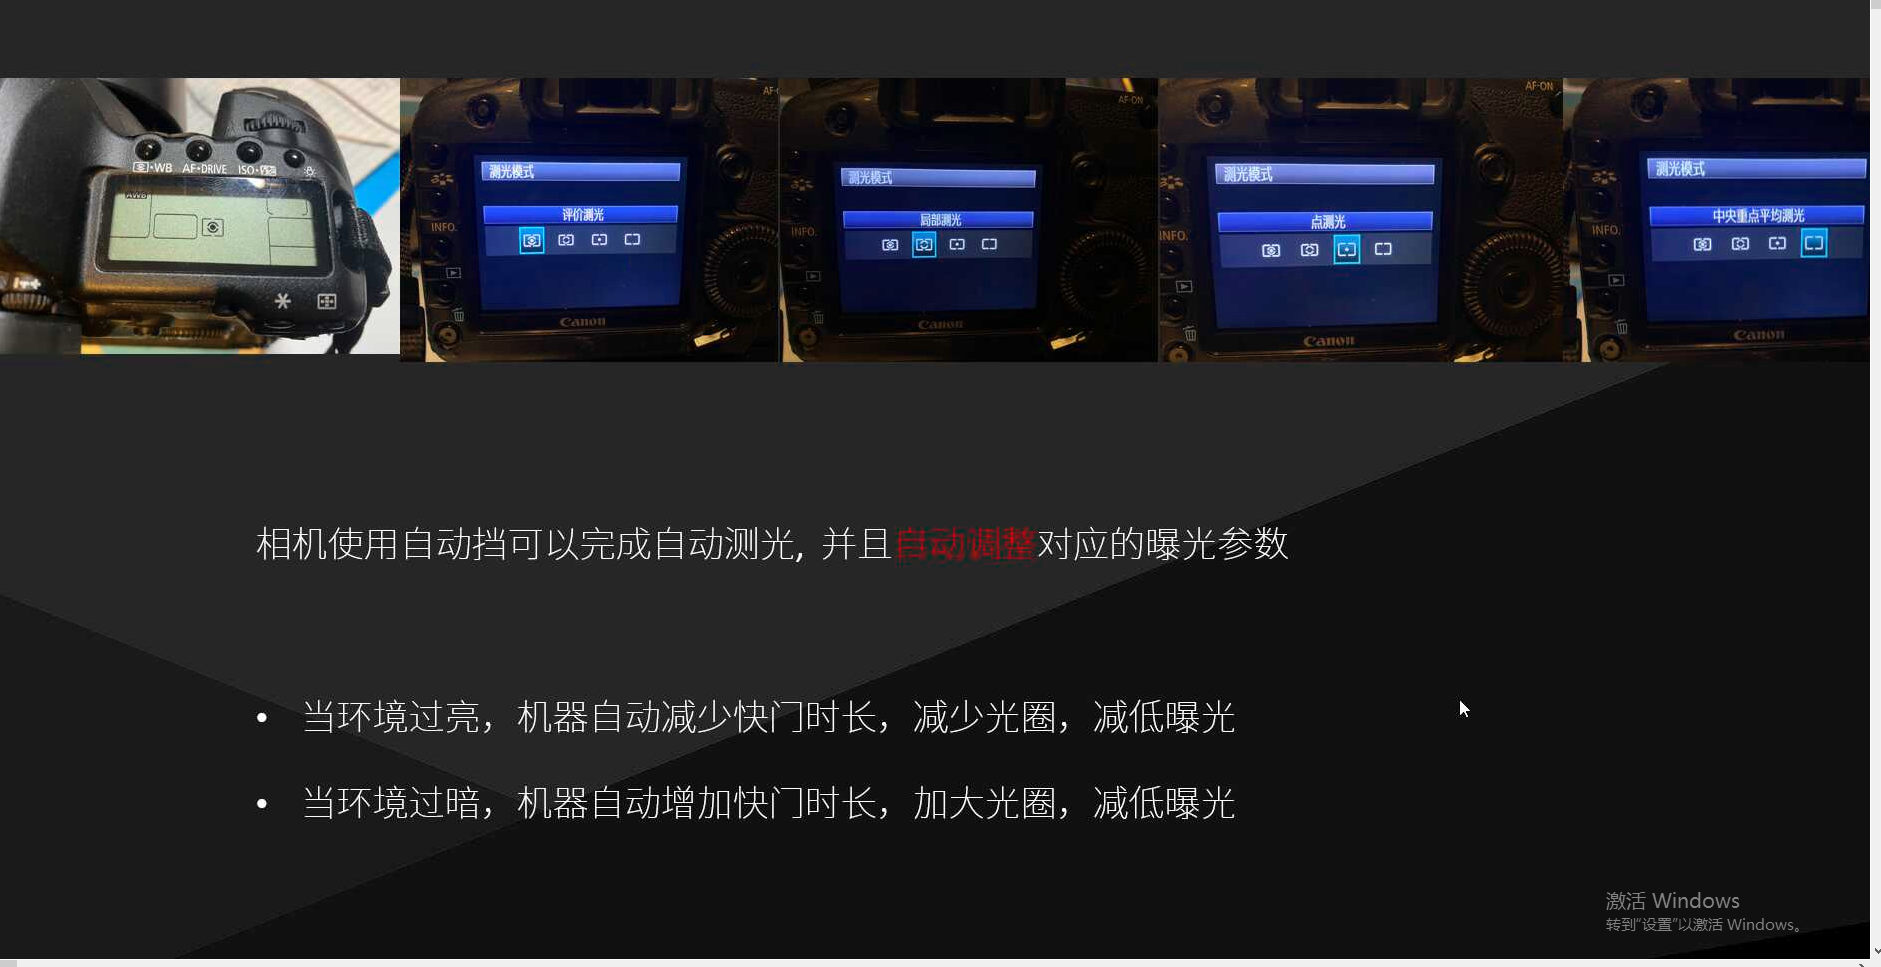 WB AF•DRIVE ISO•
AWB
测光模式
评价测光
INFO.
Canon
测光模式
局部测光
INFO.
Canon
AF-ON
测光模式
点测光
INFO.
Canon
AF-ON
测光模式
中央重点平均测光
INFO.
Canon
相机使用自动挡可以完成自动测光, 并且自动调整对应的曝光参数
• 当环境过亮，机器自动减少快门时长，减少光圈，减低曝光
• 当环境过暗，机器自动增加快门时长，加大光圈，减低曝光
激活 Windows
转到“设置”以激活 Windows。